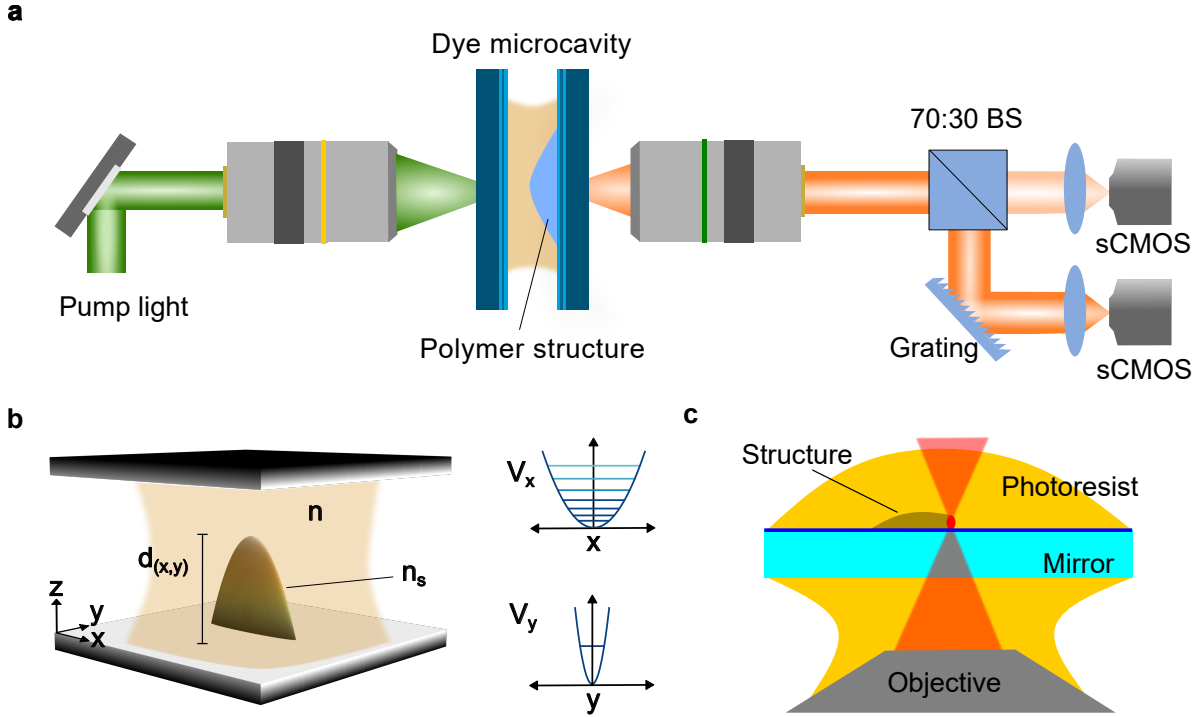 a
Dye microcavity
70:30 BS
sCMOS
Pump light
Polymer structure
Grating
sCMOS
b
n
d(x,y)
ns
z
y
x
Vx
x
Vy
y
c
Structure
Photoresist
Mirror
Objective